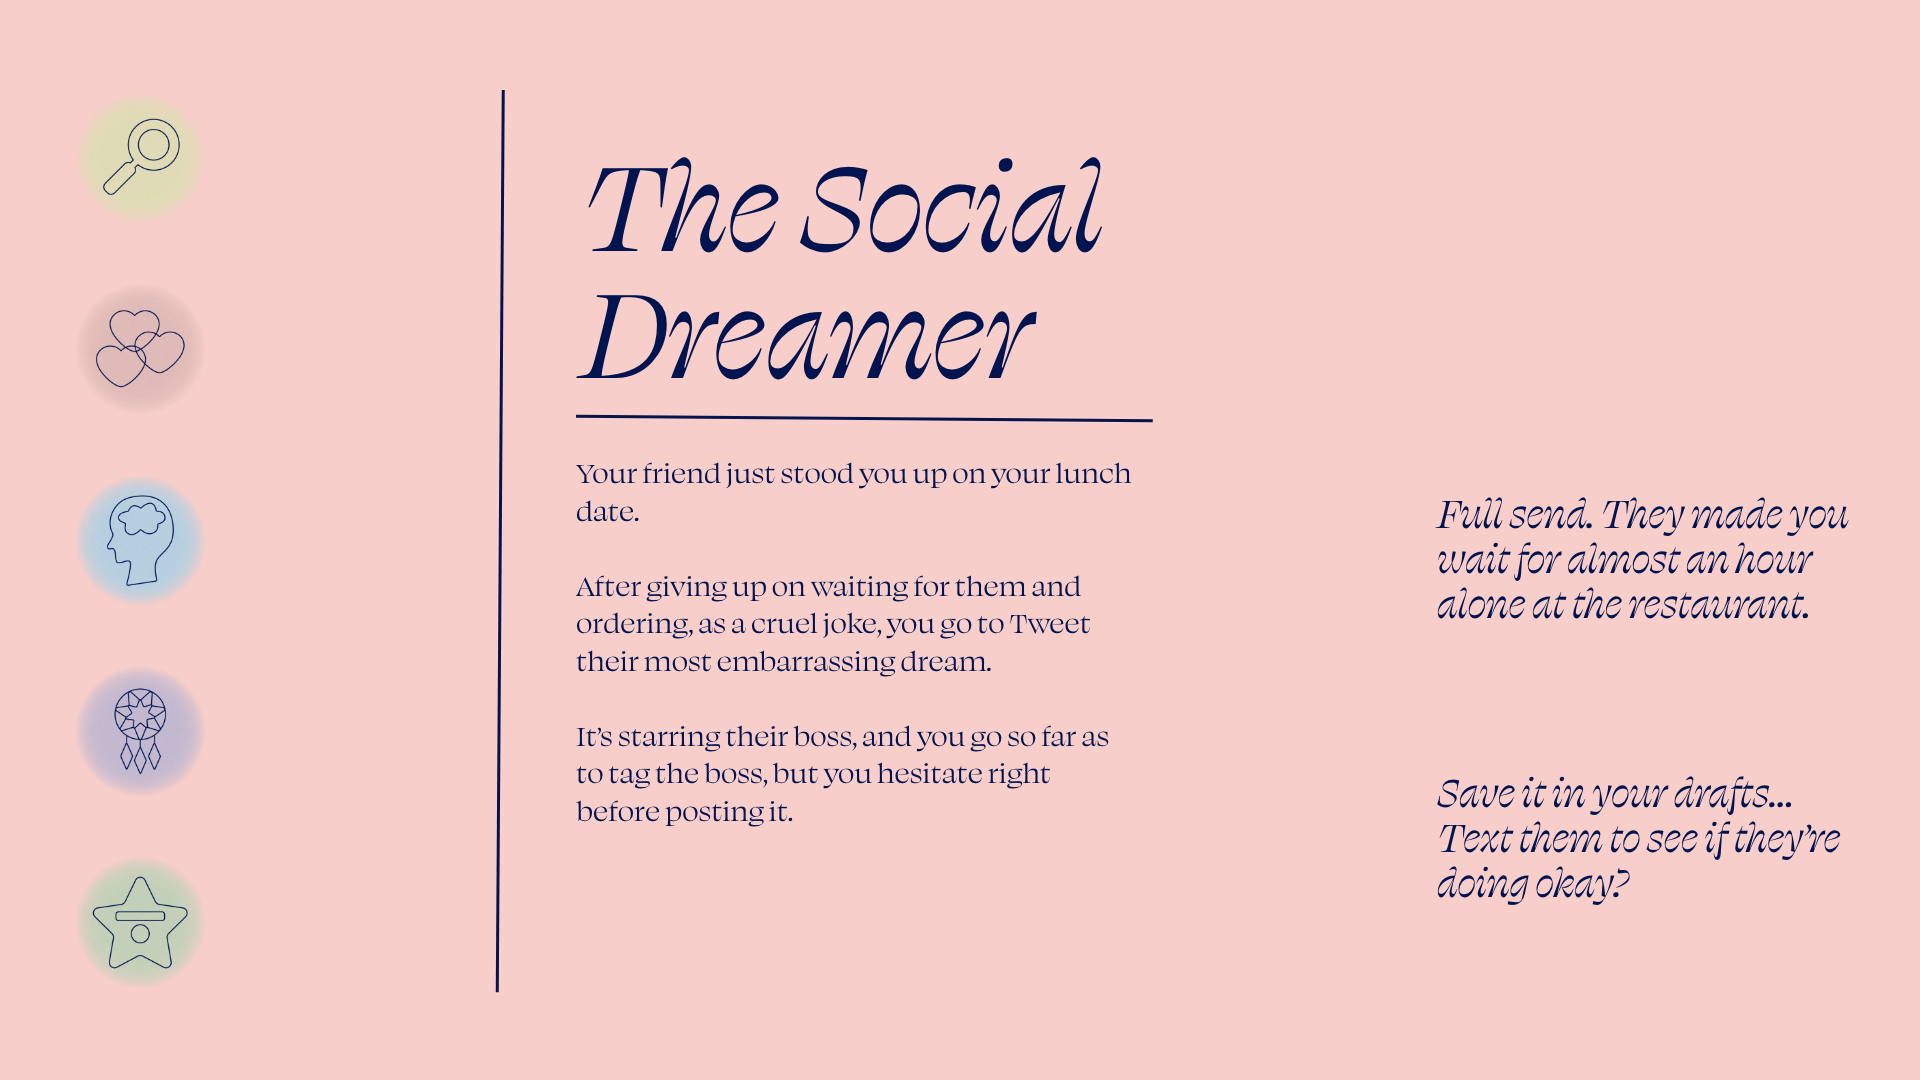 The Social
Dreamer
Your friend just stood you up on your lunch
date.
After giving up on waiting for them and
ordering, as a cruel joke, you go to Tweet
their most embarrassing dream.
It’s starring their boss, and you go so far as
to tag the boss, but you hesitate right
before posting it.
Full send. They made you
wait for almost an hour
alone at the restaurant.
Save it in your drafts...
Text them to see if they’re
doing okay?